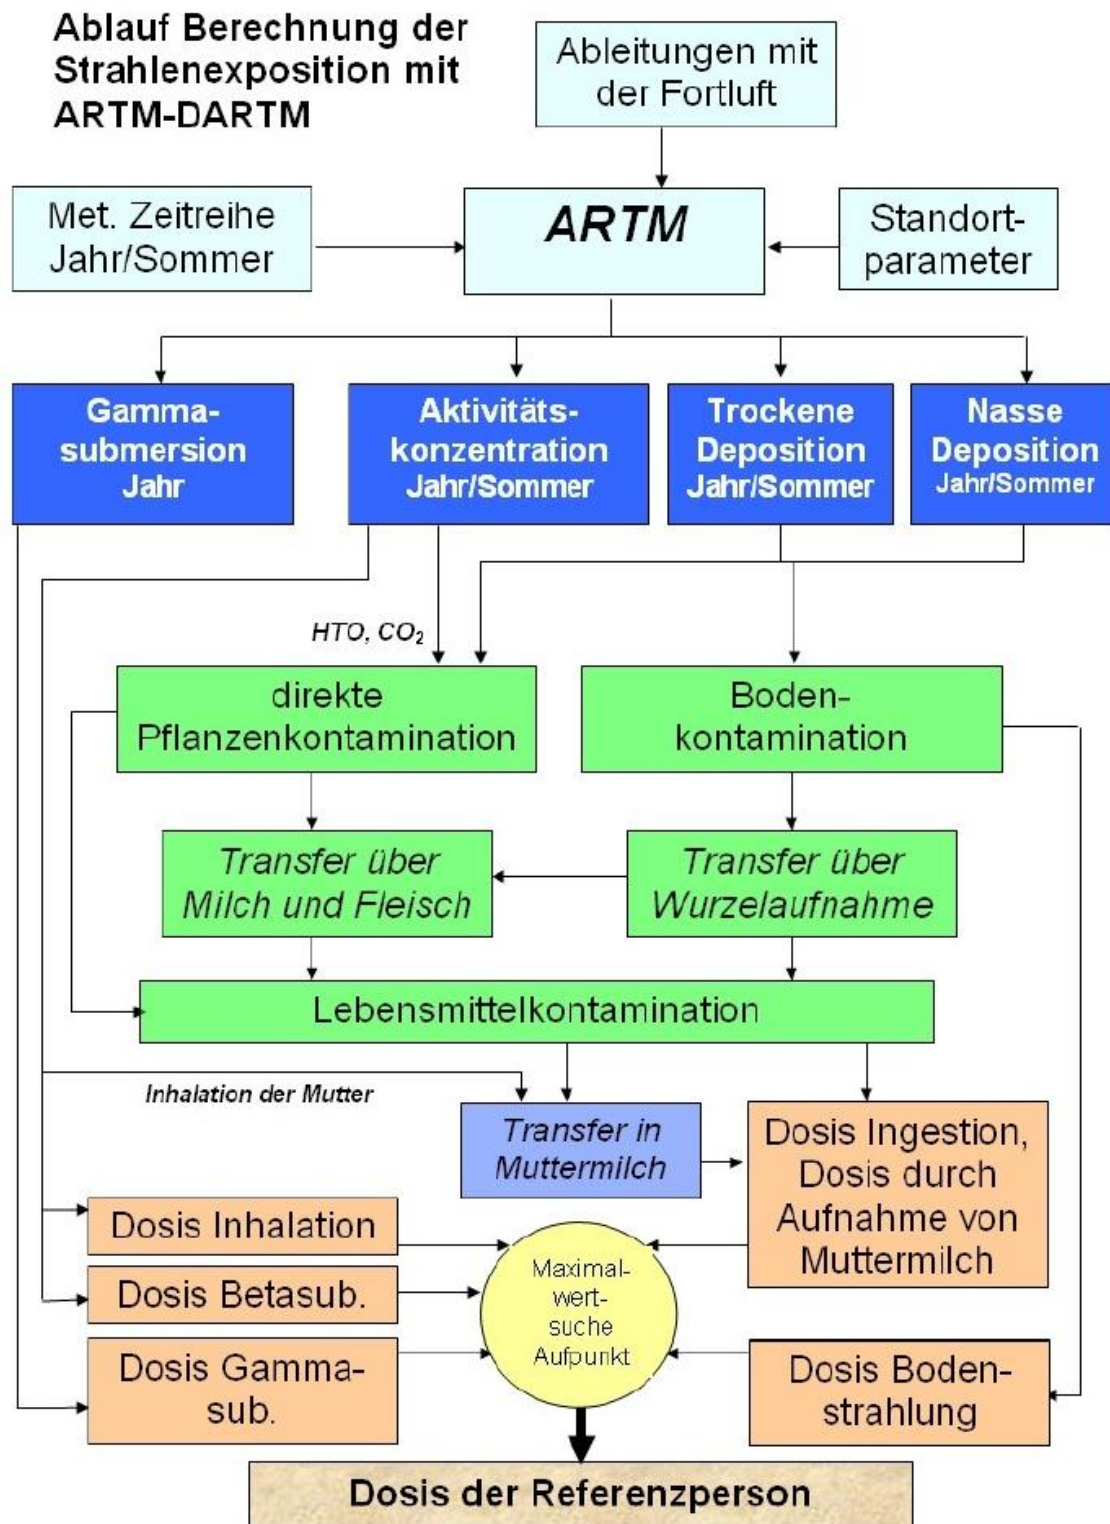 Ablauf Berechnung der
Strahlenexposition mit
ARTM-DARTM
Ableitungen mit
der Fortluft
Met. Zeitreihe
Jahr/Sommer
ARTM
Standort-
parameter
Gamma-
submersion
Jahr
Aktivitäts-
konzentration
Jahr/Sommer
Trockene
Deposition
Jahr/Sommer
Nasse
Deposition
Jahr/Sommer
HTO, CO₂
direkte
Pflanzenkontamination
Boden-
kontamination
Transfer über
Milch und Fleisch
Transfer über
Wurzelaufnahme
Lebensmittelkontamination
Inhalation der Mutter
Transfer in
Muttermilch
Dosis Ingestion,
Dosis durch
Aufnahme von
Muttermilch
Dosis Inhalation
Dosis Betasub.
Dosis Gamma-
sub.
Maximal-
wert-
suche
Aufpunkt
Dosis Boden-
strahlung
Dosis der Referenzperson